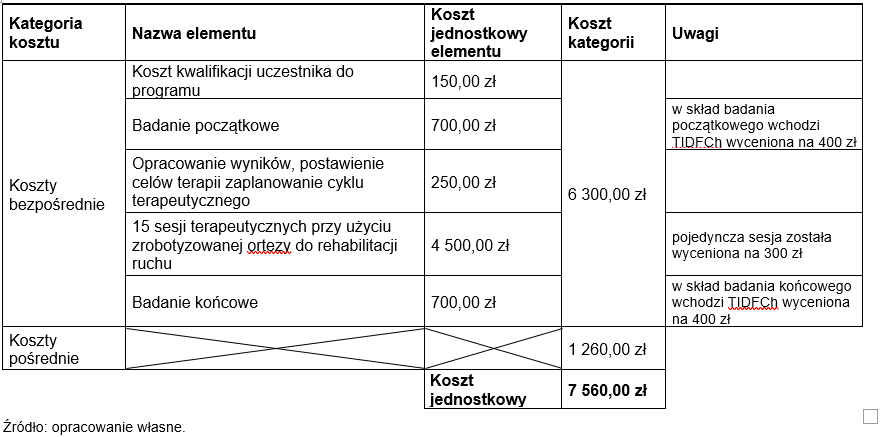 Kategoria kosztu
Nazwa elementu
Koszt jednostkowy elementu
Koszt kategorii
Uwagi
Koszty bezpośrednie
Koszt kwalifikacji uczestnika do
programu
150,00 zł
6 300,00 zł
Badanie początkowe
700,00 zł
w skład badania
początkowego wchodzi
TIDFCh wyceniona na 400 zł
Opracowanie wyników, postawienie
celów terapii zaplanowanie cyklu
terapeutycznego
250,00 zł
15 sesji terapeutycznych przy użyciu
zrobotyzowanej ortezy do rehabilitacji
ruchu
4 500,00 zł
pojedyncza sesja została
wyceniona na 300 zł
Badanie końcowe
700,00 zł
w skład badania końcowego
wchodzi TIDFCh wyceniona
na 400 zł
Koszty
pośrednie
1 260,00 zł
Koszt
jednostkowy
7 560,00 zł
Źródło: opracowanie własne.